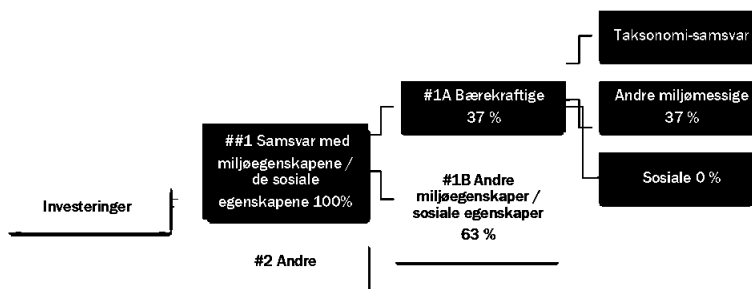 Taksonomi-samsvar
#1A Bærekraftige
37 %
Andre miljømessige
37 %
##1 Samsvar med
miljøegenskapene /
de sosiale
egenskapene 100%
#1B Andre
miljøegenskaper /
sosiale egenskaper
63 %
Sosiale 0 %
Investeringer
#2 Andre